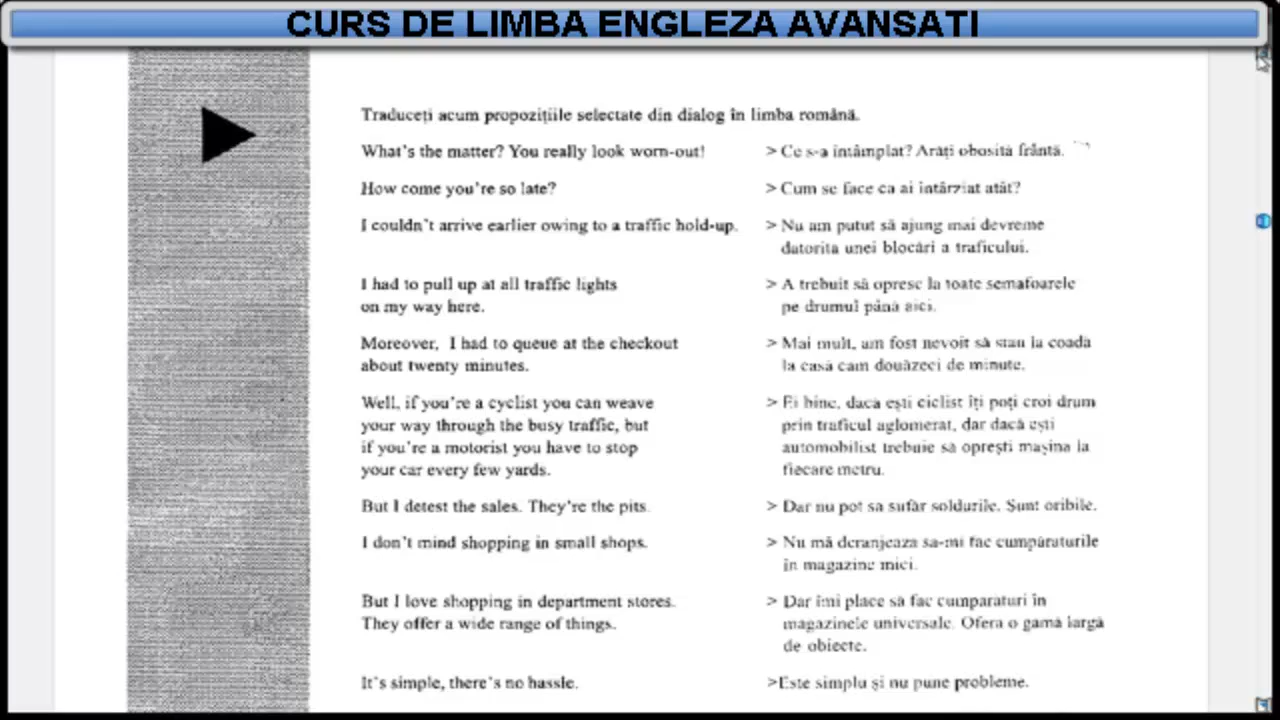 CURS DE LIMBA ENGLEZA AVANSATI
Traduceți acum propozițiile selectate din dialog în limba română.
What's the matter? You really look worn-out!
> Ce s-a întâmplat? Arăți obosită frântă.
How come you're so late?
> Cum se face că ai întârziat atât?
I couldn't arrive earlier owing to a traffic hold-up.
> Nu am putut să ajung mai devreme
datorită unei blocări a traficului.
I had to pull up at all traffic lights
on my way here.
> A trebuit să opresc la toate semafoarele
pe drumul până aici.
Moreover, I had to queue at the checkout
about twenty minutes.
> Mai mult, am fost nevoit să stau la coadă
la casă cam douăzeci de minute.
Well, if you're a cyclist you can weave
your way through the busy traffic, but
if you're a motorist you have to stop
your car every few yards.
> Ei bine, dacă ești ciclist îți poți croi drum
prin traficul aglomerat, dar dacă ești
automobilist trebuie să oprești mașina la
fiecare metru.
But I detest the sales. They're the pits.
> Dar nu pot să sufăr soldurile. Sunt oribile.
I don't mind shopping in small shops.
> Nu mă deranjează să-mi fac cumpărăturile
în magazine mici.
But I love shopping in department stores.
They offer a wide range of things.
> Dar îmi place să fac cumpărături în
magazinele universale. Oferă o gamă largă
de obiecte.
It's simple, there's no hassle.
>Este simplu și nu pune probleme.